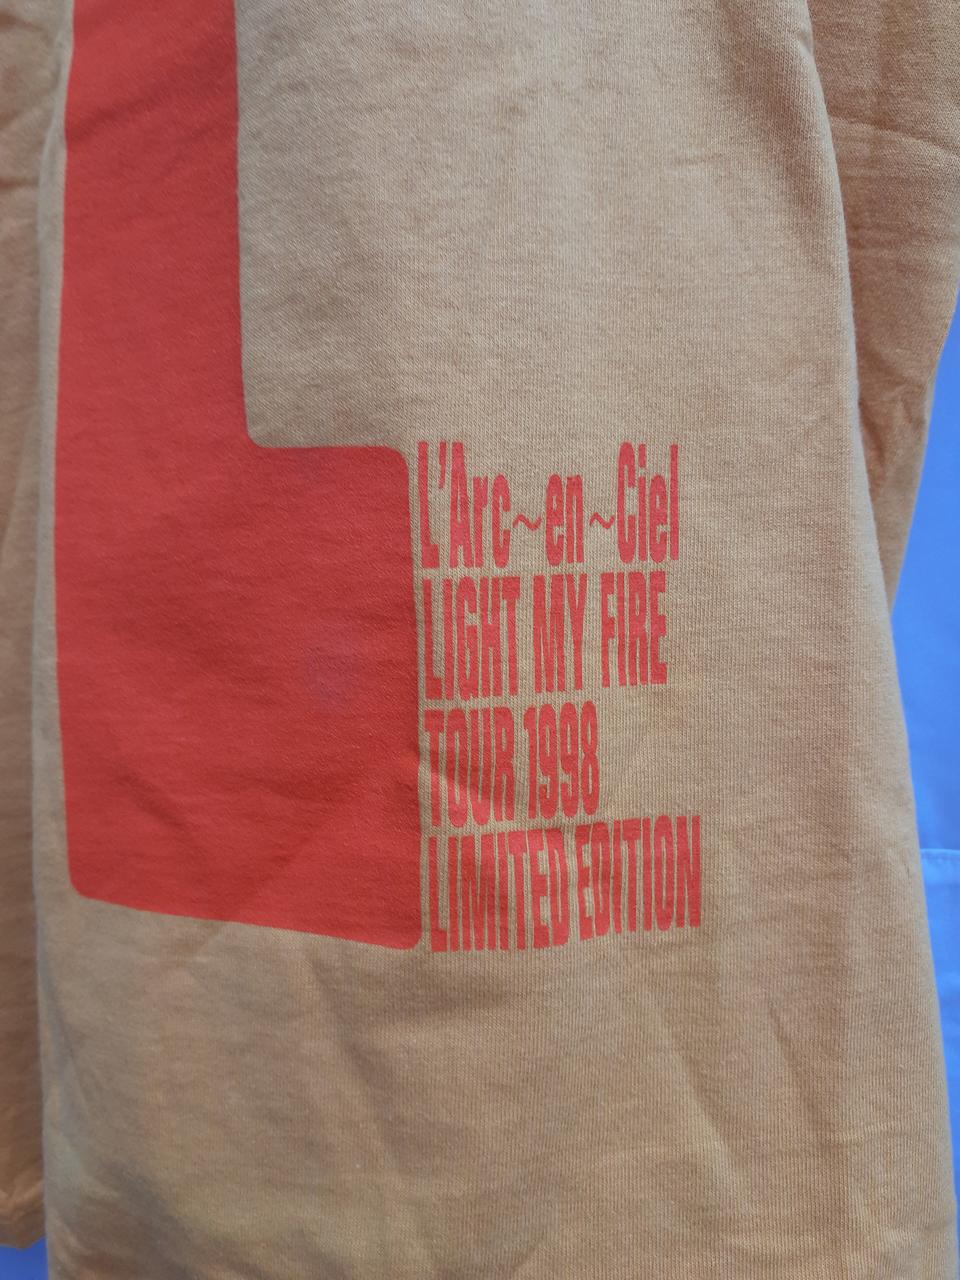 L'Arc~en~Ciel
LIGHT MY FIRE
TOUR 1998
LIMITED EDITION